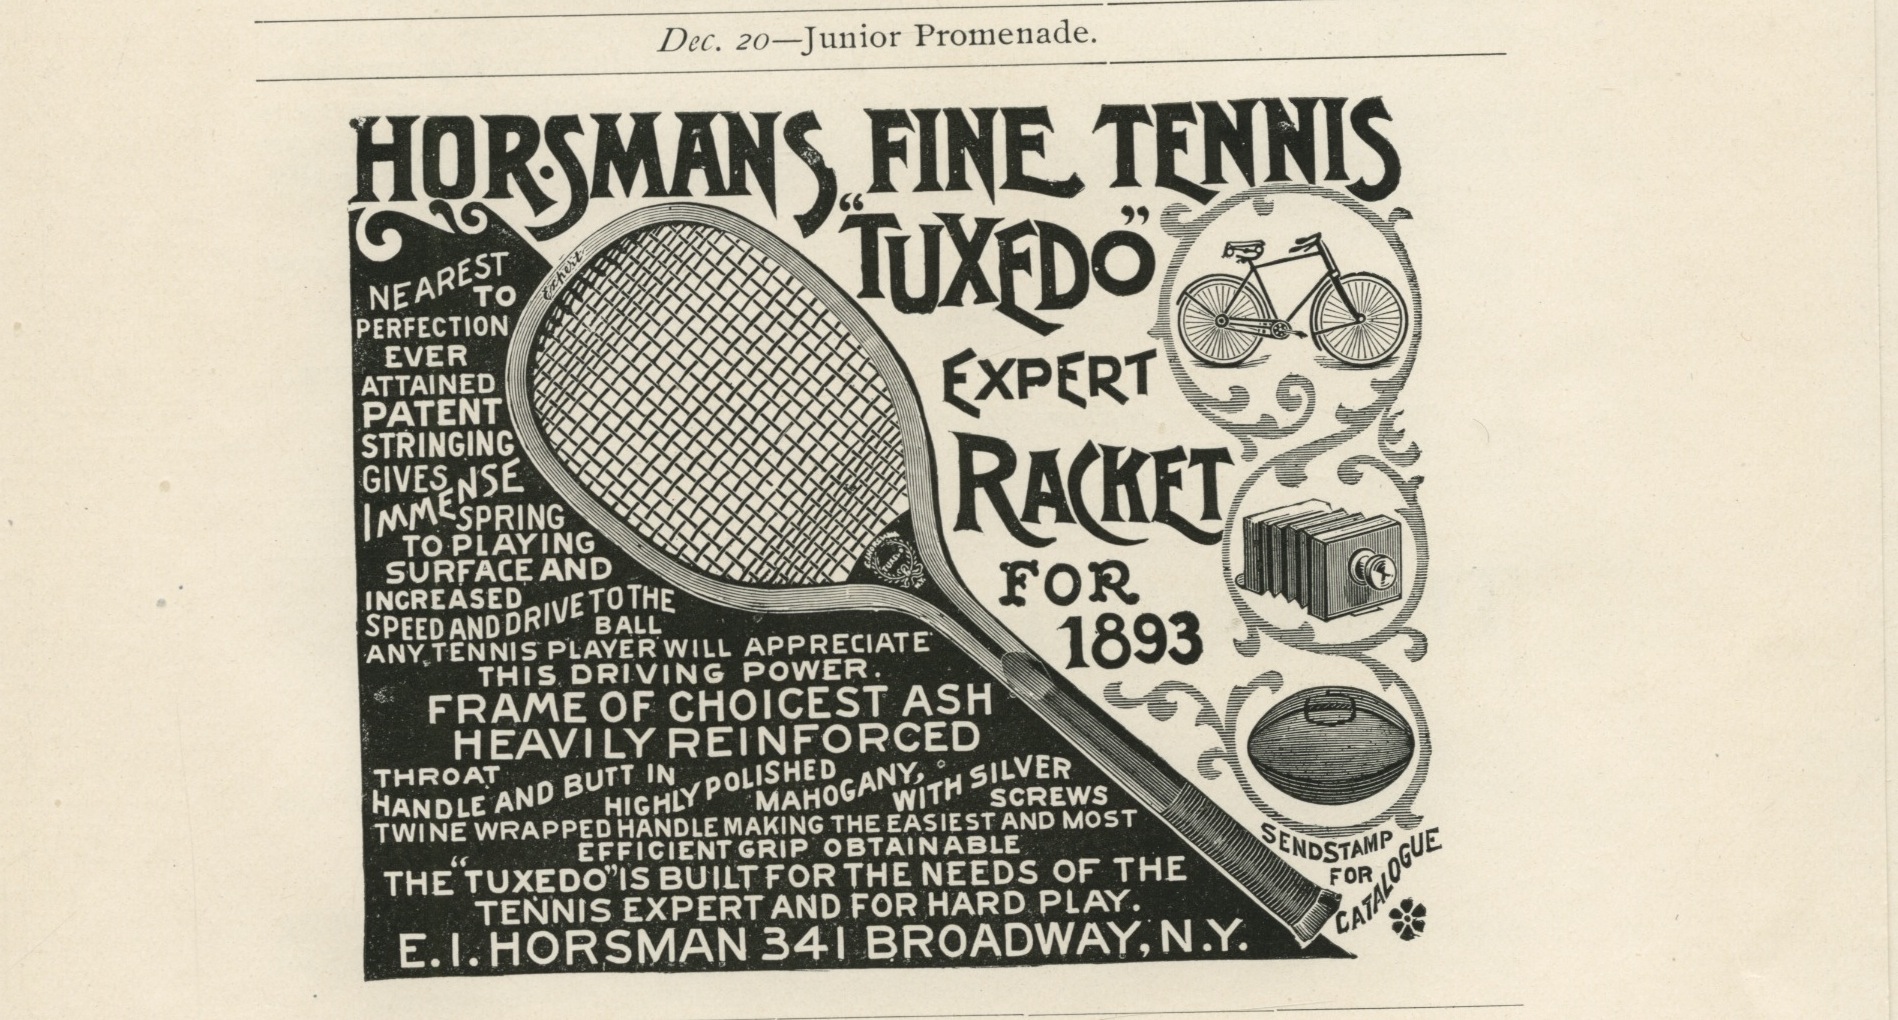 Dec. 20—Junior Promenade.
HORSMANS FINE TENNIS
"TUXEDO"
EXPERT
RACKET
FOR
1893
Expert
NEAREST
TO
PERFECTION
EVER
ATTAINED
PATENT
STRINGING
GIVES
IMMENSE
SPRING
TO PLAYING
SURFACE AND
INCREASED
SPEED AND DRIVE TO THE
BALL
ANY TENNIS PLAYER WILL APPRECIATE
THIS DRIVING POWER.
FRAME OF CHOICEST ASH
HEAVILY REINFORCED
THROAT
HANDLE AND BUTT IN
HIGHLY POLISHED
MAHOGANY,
WITH SILVER
SCREWS
TWINE WRAPPED HANDLE MAKING THE EASIEST AND MOST
EFFICIENT GRIP OBTAINABLE
THE "TUXEDO" IS BUILT FOR THE NEEDS OF THE
TENNIS EXPERT AND FOR HARD PLAY.
E. I. HORSMAN 341 BROADWAY, N.Y.
SEND STAMP
FOR
CATALOGUE